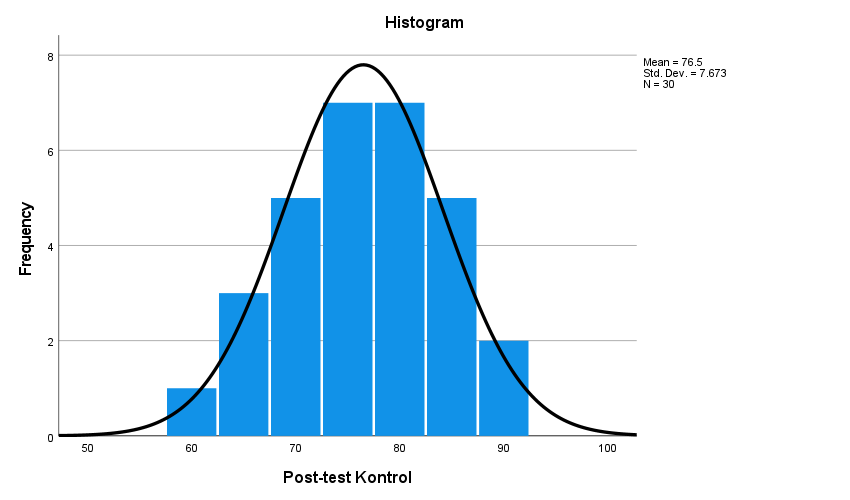 Histogram
Mean = 76.5
Std. Dev. = 7.673
N = 30
8
6
4
2
0
Frequency
50 60 70 80 90 100
Post-test Kontrol